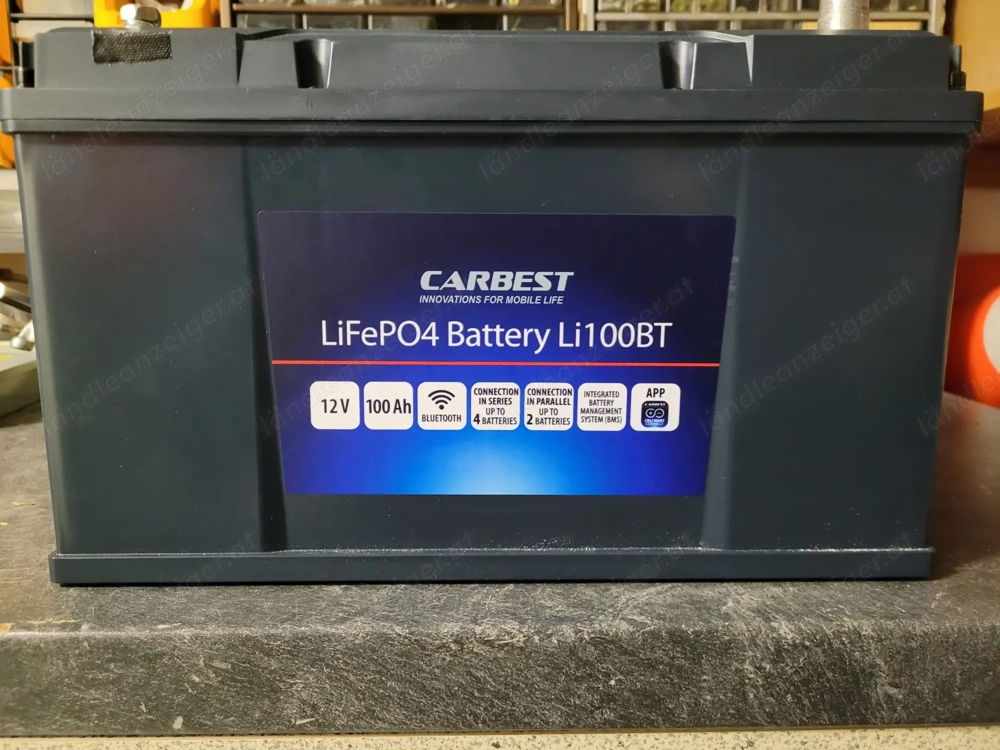 CARBEST
INNOVATIONS FOR MOBILE LIFE
LiFePO4 Battery Li100BT
12 V
100 Ah
BLUETOOTH
CONNECTION
IN SERIES
UP TO
4 BATTERIES
CONNECTION
IN PARALLEL
UP TO
2 BATTERIES
INTEGRATED
BATTERY
MANAGEMENT
SYSTEM (BMS)
APP
CARBEST
ländleanzeiger.at